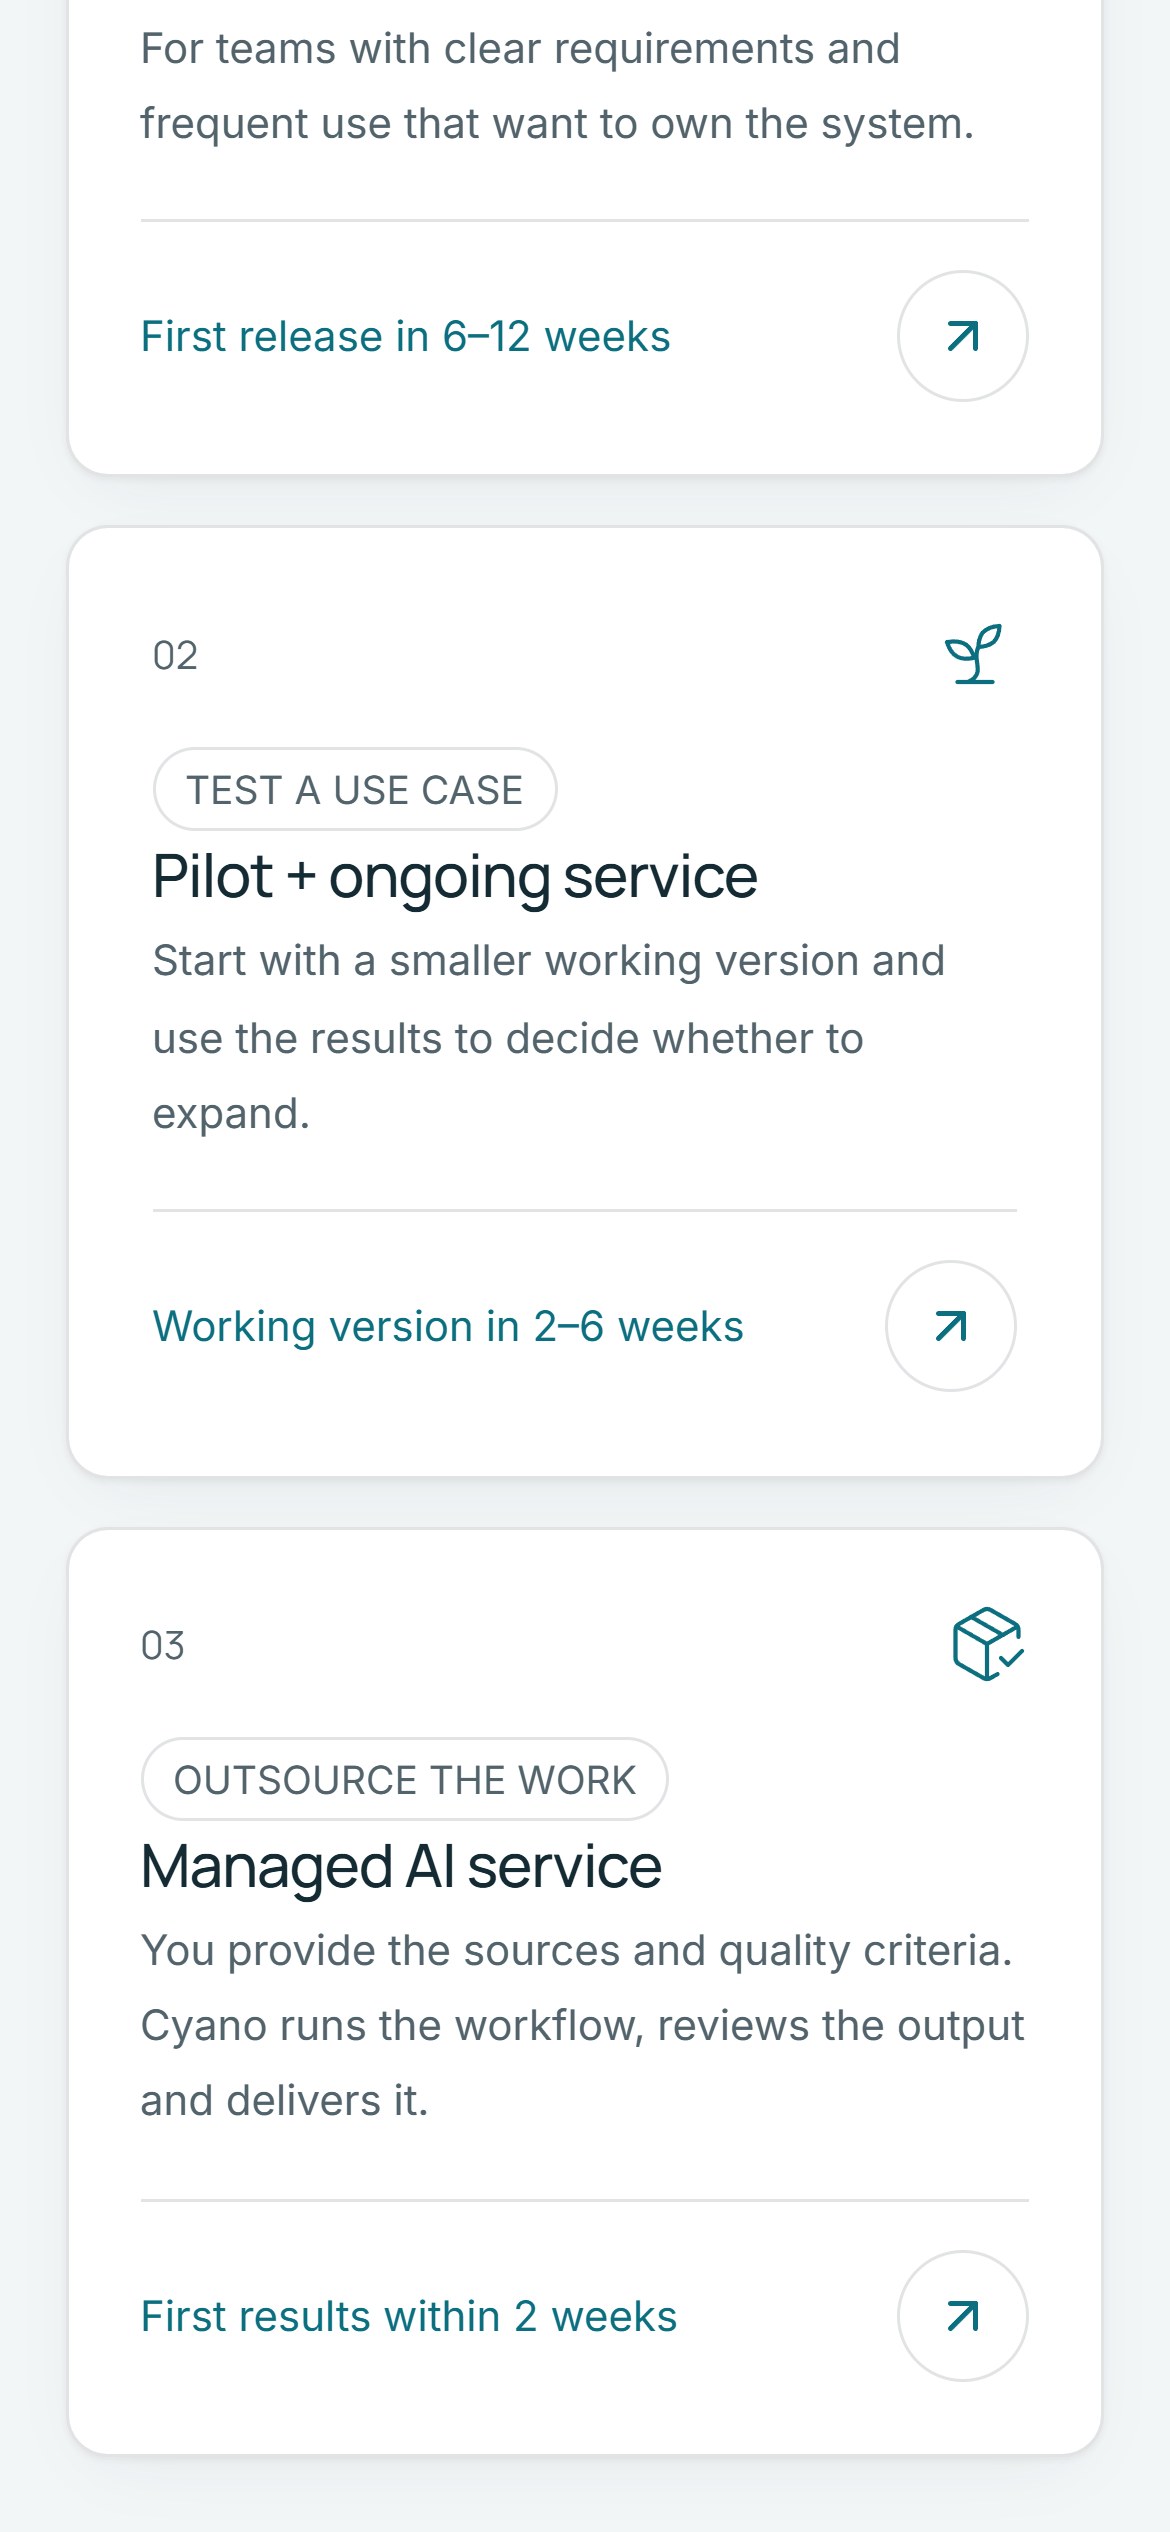 For teams with clear requirements and
frequent use that want to own the system.
First release in 6–12 weeks
02
TEST A USE CASE
Pilot + ongoing service
Start with a smaller working version and
use the results to decide whether to
expand.
Working version in 2–6 weeks
03
OUTSOURCE THE WORK
Managed AI service
You provide the sources and quality criteria.
Cyano runs the workflow, reviews the output
and delivers it.
First results within 2 weeks